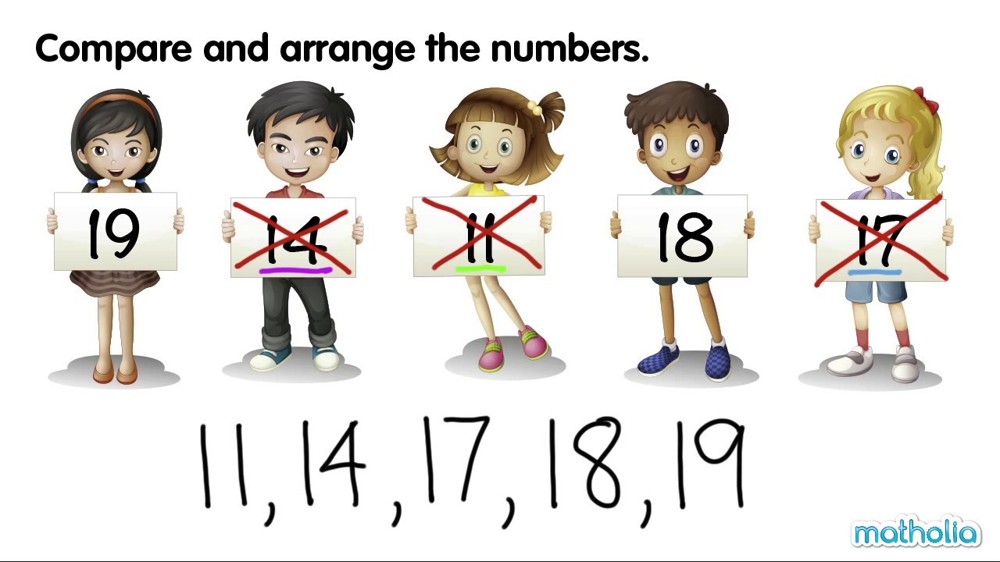 Compare and arrange the numbers.
19 14 11 18 17
11, 14, 17, 18, 19
matholia